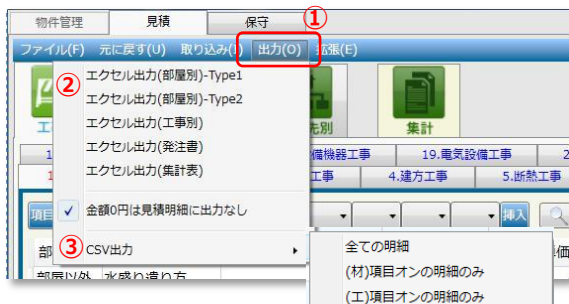 物件管理 見積 保守 ①
ファイル(F) 元に戻す(U) 取り込み(I) 出力(O) 拡張(E)
② エクセル出力(部屋別)-Type1
エクセル出力(部屋別)-Type2
エクセル出力(工事別)
エクセル出力(発注書)
エクセル出力(集計表)
先別 集計
備機器工事 19.電気設備工事 2
工事 4.建方工事 5.断熱工事
項目 ✓ 金額0円は見積明細に出力なし 挿入
③ CSV出力
全ての明細
(材)項目オンの明細のみ
(工)項目オンの明細のみ
部屋以外 水盛り遣り方